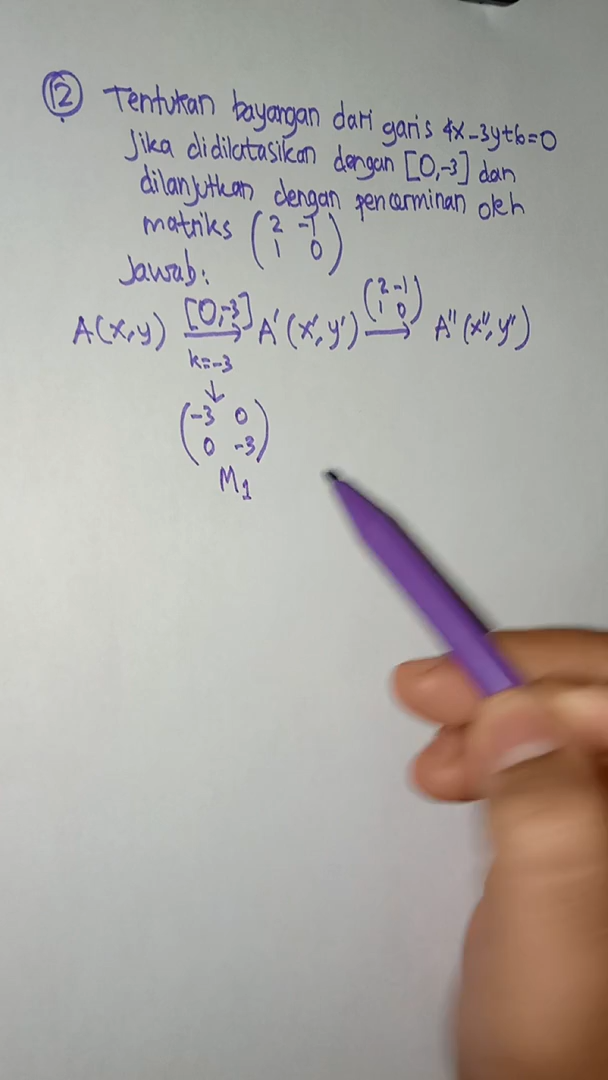 12 Tentukan bayangan dari garis 4x-3y+6=0
Jika didilatasikan dengan [0,-3] dan
dilanjutkan dengan pencerminan oleh
matriks (2 -1
1 0)
Jawab:
A(x,y) [0,-3] → A'(x',y') (2 -1
1 0) → A"(x",y")
k=-3
↓
(-3 0
0 -3)
M1